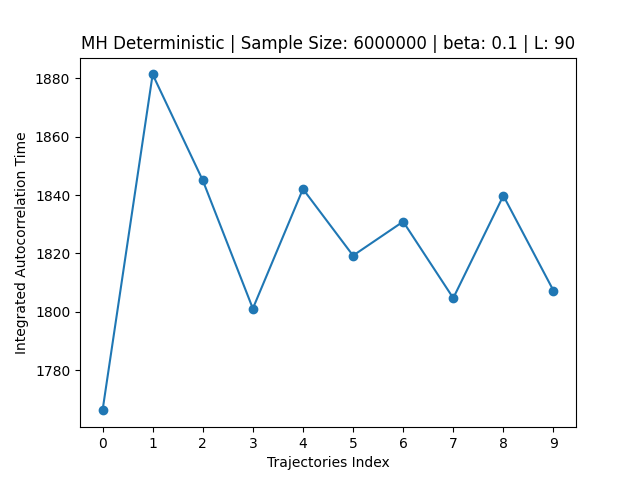 MH Deterministic | Sample Size: 6000000 | beta: 0.1 | L: 90
1880
1860
1840
1820
1800
1780
Integrated Autocorrelation Time
0 1 2 3 4 5 6 7 8 9
Trajectories Index